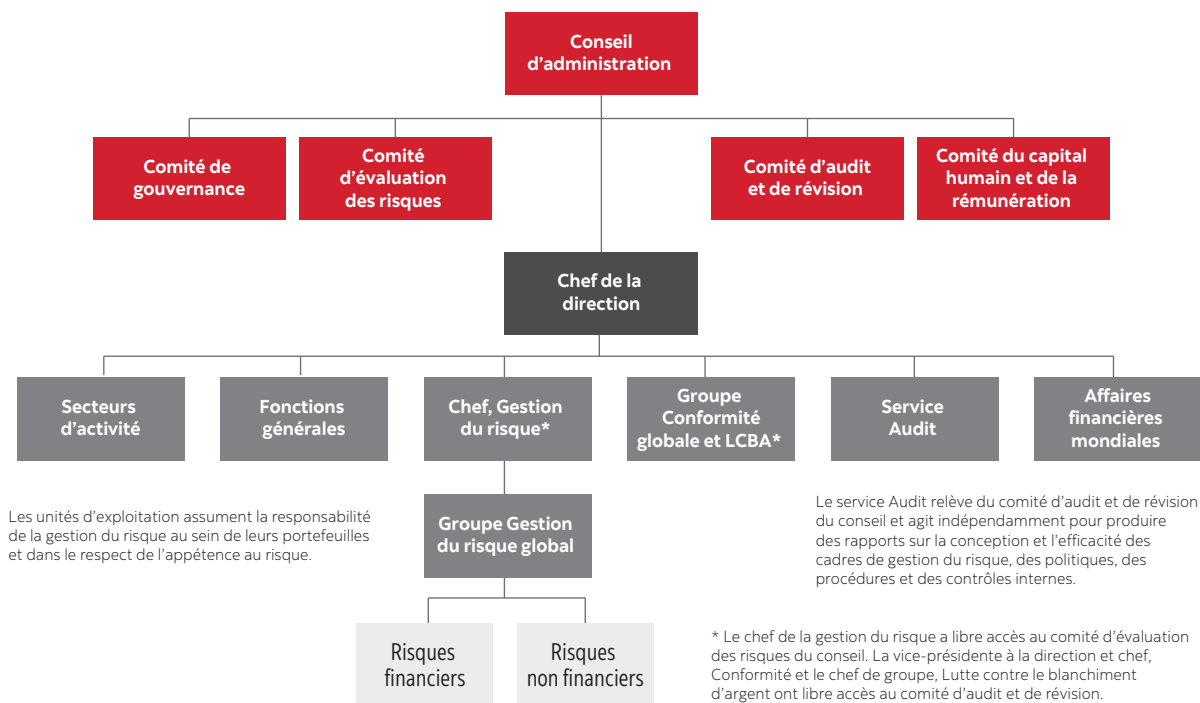 Conseil
d'administration
Comité de
gouvernance
Comité
d'évaluation
des risques
Comité d'audit
et de révision
Comité du capital
humain et de la
rémunération
Chef de la
direction
Secteurs
d'activité
Fonctions
générales
Chef, Gestion
du risque*
Groupe
Conformité
globale et LCBA*
Service
Audit
Affaires
financières
mondiales
Les unités d'exploitation assument la responsabilité
de la gestion du risque au sein de leurs portefeuilles
et dans le respect de l'appétence au risque.
Groupe Gestion
du risque global
Le service Audit relève du comité d'audit et de révision
du conseil et agit indépendamment pour produire
des rapports sur la conception et l'efficacité des
cadres de gestion du risque, des politiques, des
procédures et des contrôles internes.
Risques
financiers
Risques
non financiers
* Le chef de la gestion du risque a libre accès au comité d'évaluation
des risques du conseil. La vice-présidente à la direction et chef,
Conformité et le chef de groupe, Lutte contre le blanchiment
d'argent ont libre accès au comité d'audit et de révision.